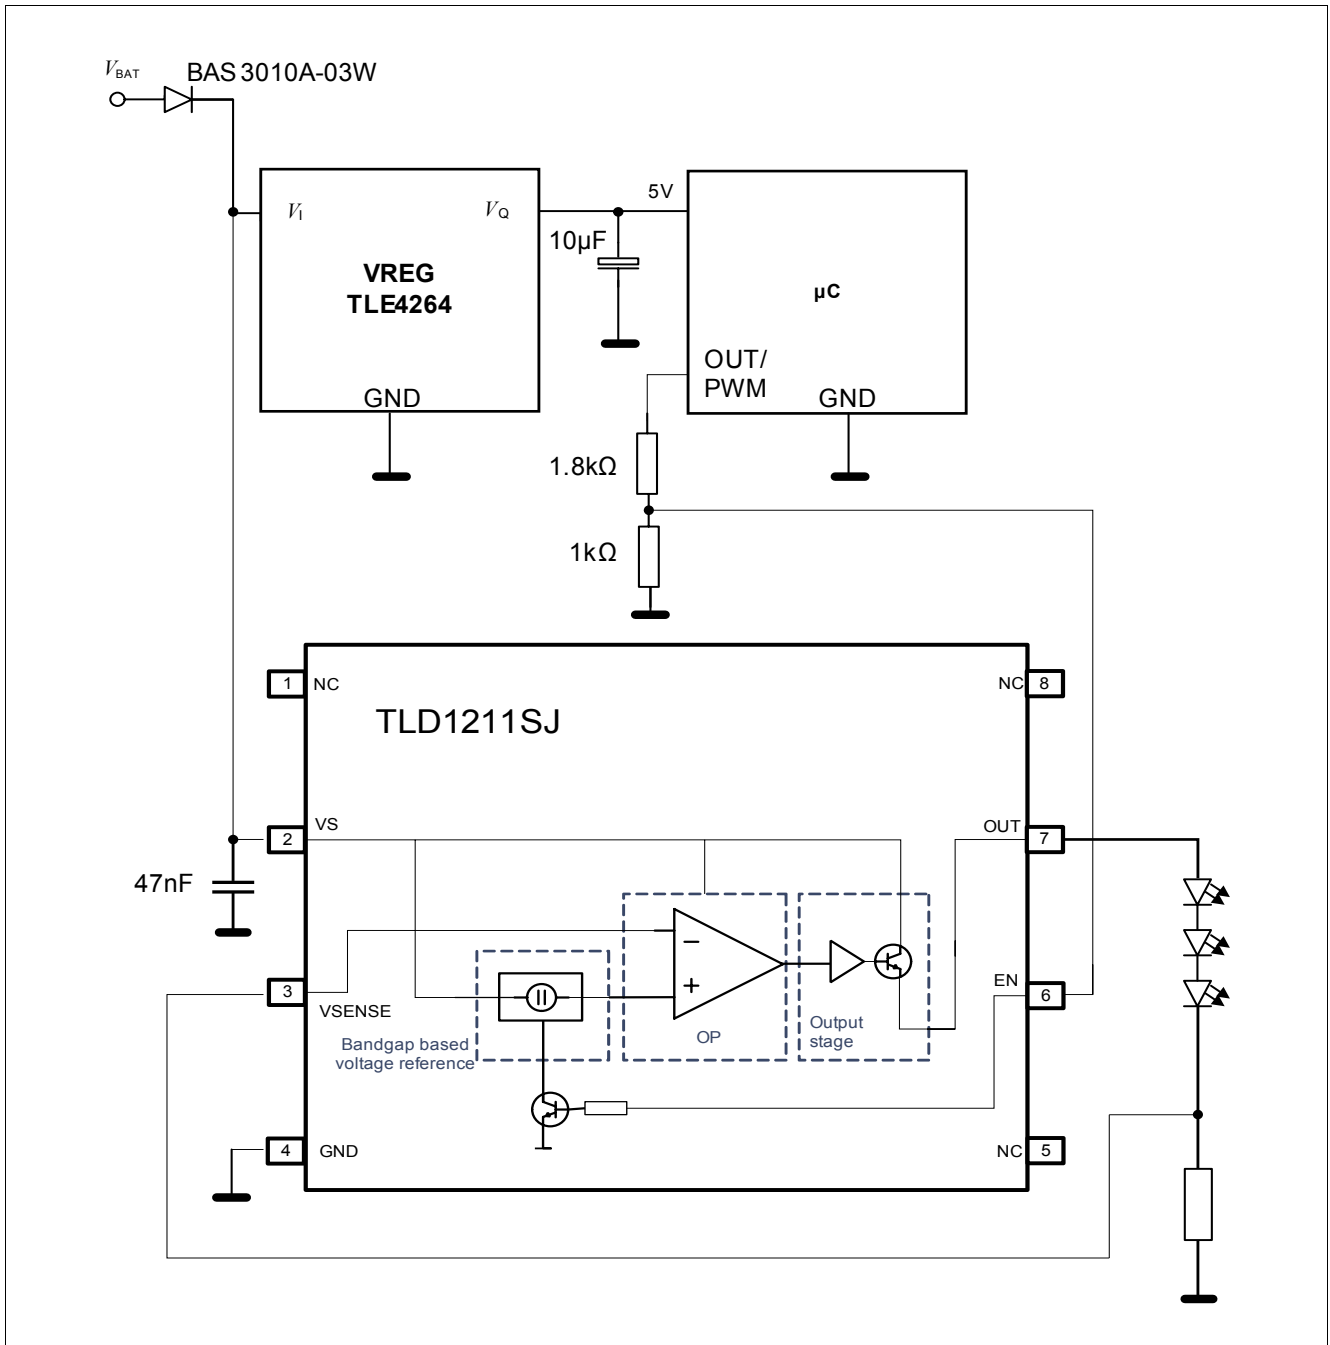 VBAT
BAS 3010A-03W
VI
VQ
VREG
TLE4264
GND
10µF
5V
µC
OUT/
PWM
GND
1.8kΩ
1kΩ
TLD1211SJ
1
NC
NC
8
2
VS
OUT
7
47nF
3
VSENSE
EN
6
−
+
II
Bandgap based
voltage reference
OP
Output
stage
4
GND
NC
5